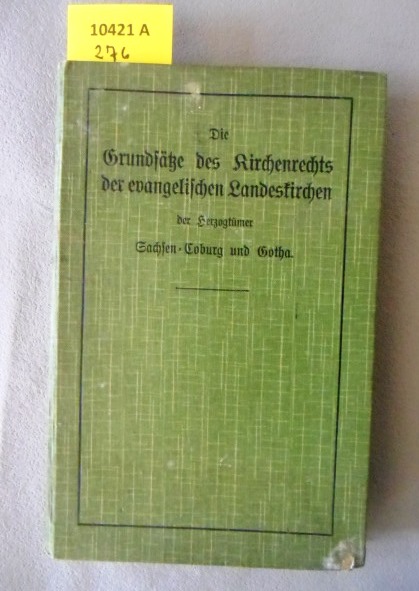 10421 A
276
Die
Grundsätze des Kirchenrechts
der evangelischen Landeskirchen
der Herzogtümer
Sachsen-Coburg und Gotha.